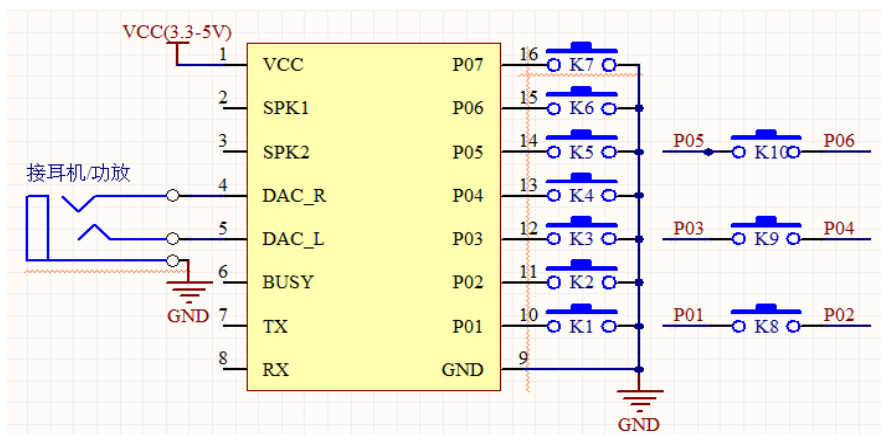 VCC(3.3-5V)
1 VCC P07 16 K7
2 SPK1 P06 15 K6
3 SPK2 P05 14 K5 P05 K10 P06
接耳机/功放
4 DAC_R P04 13 K4
5 DAC_L P03 12 K3 P03 K9 P04
6 BUSY P02 11 K2
GND
7 TX P01 10 K1 P01 K8 P02
8 RX GND 9
GND